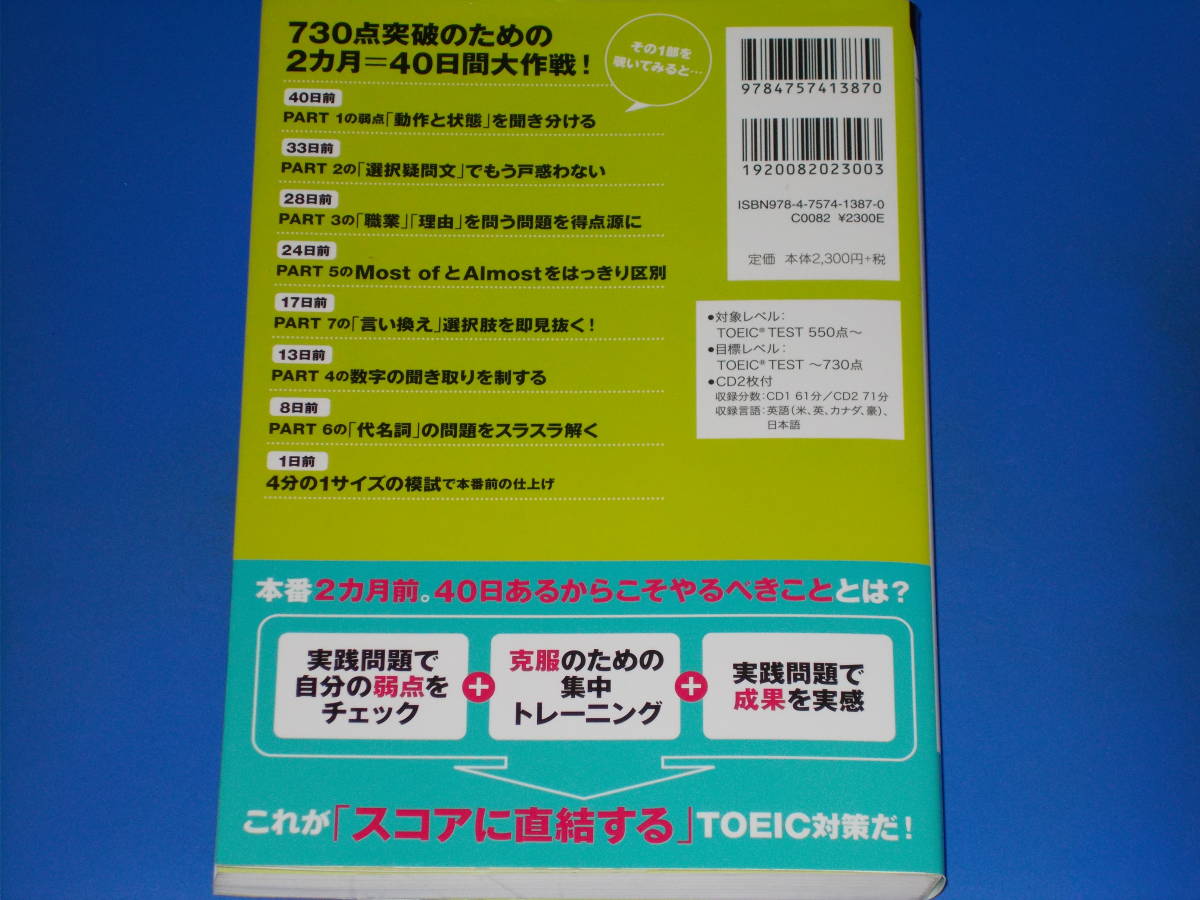 730点突破のための
2カ月=40日間大作戦!
その1部を
覗いてみると…
40日前
PART 1の弱点「動作と状態」を聞き分ける
33日前
PART 2の「選択疑問文」でもう戸惑わない
28日前
PART 3の「職業」「理由」を問う問題を得点源に
24日前
PART 5のMost ofとAlmostをはっきり区別
17日前
PART 7の「言い換え」選択肢を即見抜く!
13日前
PART 4の数字の聞き取りを制する
8日前
PART 6の「代名詞」の問題をスラスラ解く
1日前
4分の1サイズの模試で本番前の仕上げ
9784757413870
1920082023003
ISBN978-4-7574-1387-0
C0082 ¥2300E
定価 本体2,300円+税
●対象レベル:
TOEIC® TEST 550点〜
●目標レベル:
TOEIC® TEST 〜730点
●CD2枚付
収録分数:CD1 61分/CD2 71分
収録言語:英語(米、英、カナダ、豪)、
日本語
本番2カ月前。40日あるからこそやるべきこととは?
実践問題で
自分の弱点を
チェック
+
克服のための
集中
トレーニング
+
実践問題で
成果を実感
これが「スコアに直結する」TOEIC対策だ!